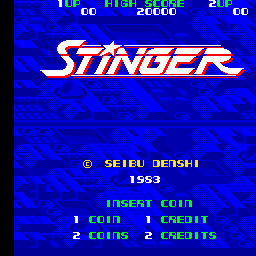 1UP HIGH SCORE 2UP
00 20000 00
STINGER
© SEIBU DENSHI
1983
INSERT COIN
1 COIN 1 CREDIT
2 COINS 2 CREDITS